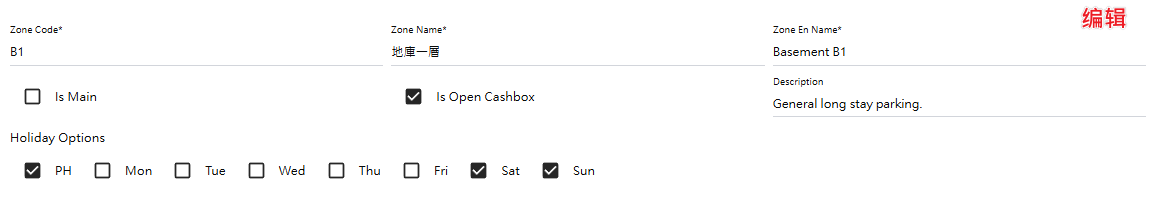 编辑
Zone Code*
Zone Name*
Zone En Name*
B1
地庫一層
Basement B1
Is Main
Is Open Cashbox
Description
General long stay parking.
Holiday Options
PH Mon Tue Wed Thu Fri Sat Sun